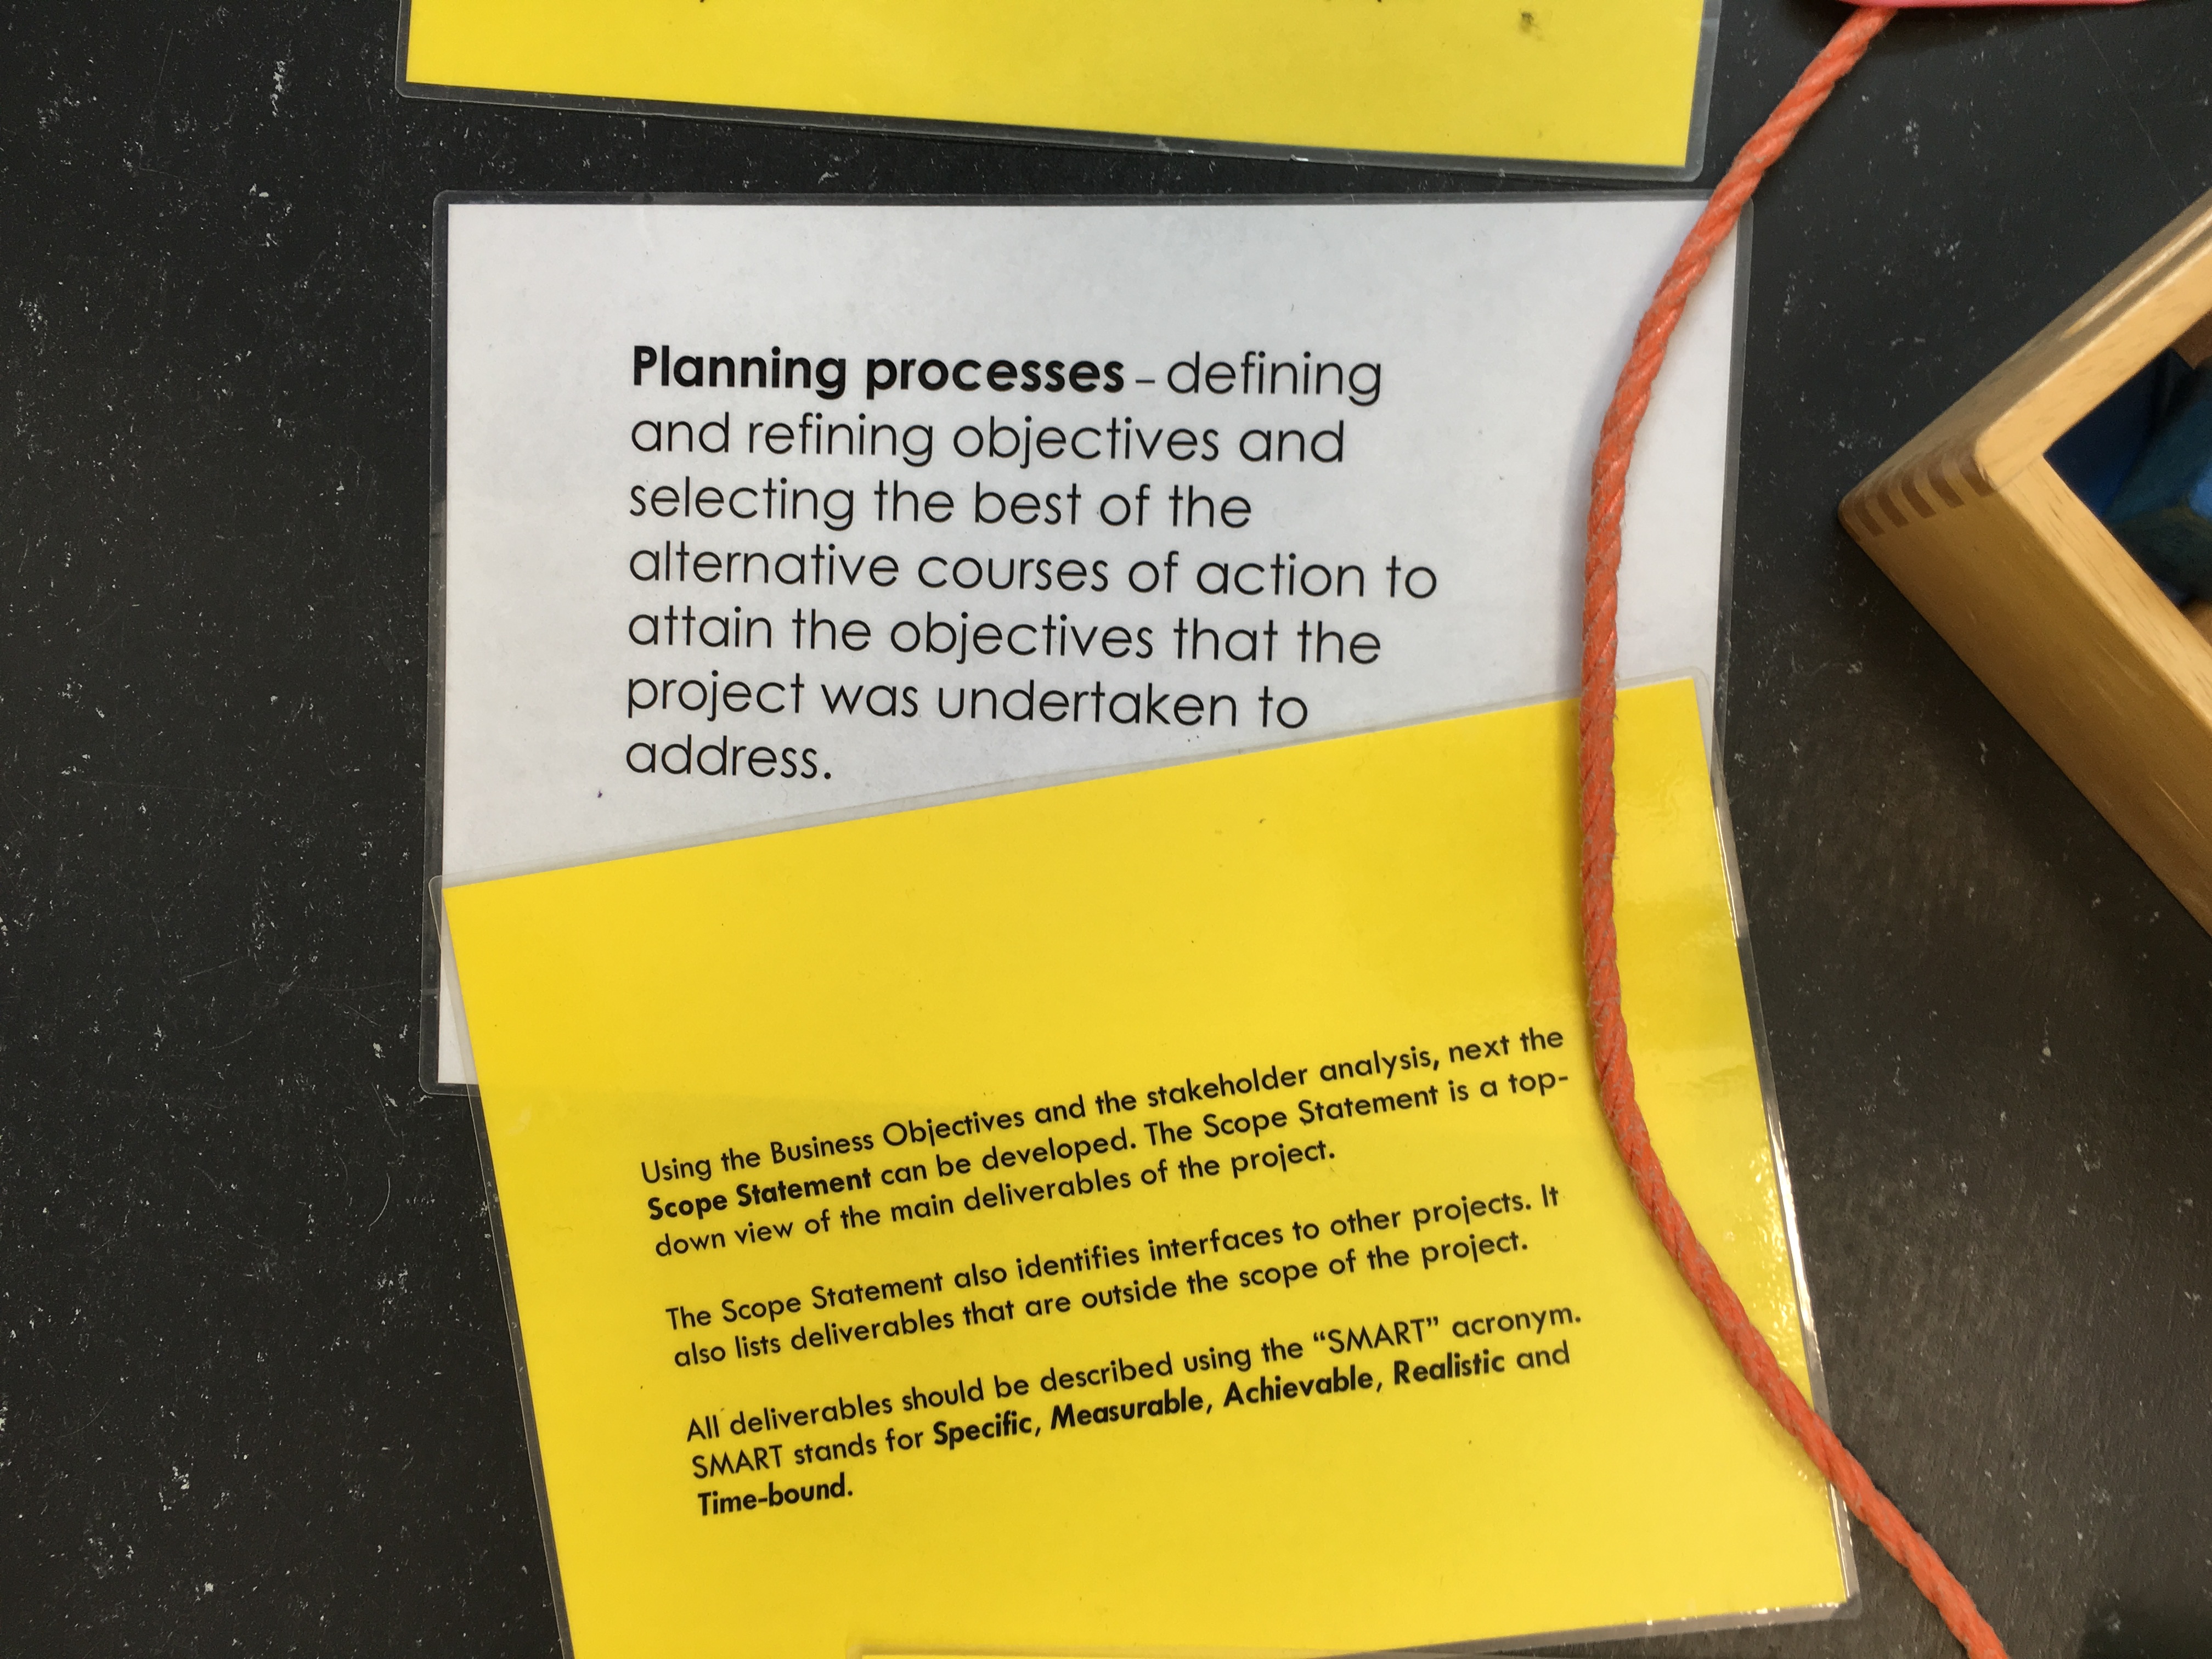 Planning processes – defining
and refining objectives and
selecting the best of the
alternative courses of action to
attain the objectives that the
project was undertaken to
address.
Using the Business Objectives and the stakeholder analysis, next the
Scope Statement can be developed. The Scope Statement is a top-
down view of the main deliverables of the project.
The Scope Statement also identifies interfaces to other projects. It
also lists deliverables that are outside the scope of the project.
All deliverables should be described using the “SMART” acronym.
SMART stands for Specific, Measurable, Achievable, Realistic and
Time-bound.